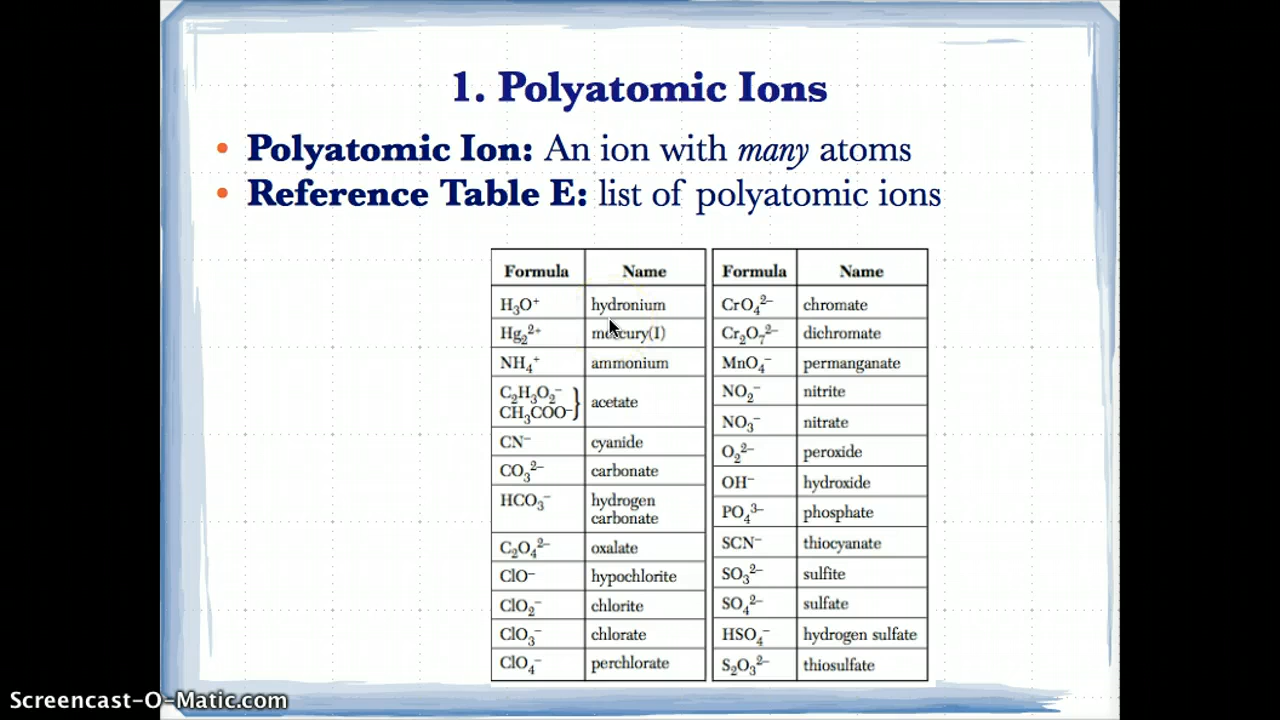 1. Polyatomic Ions
• Polyatomic Ion: An ion with many atoms
• Reference Table E: list of polyatomic ions
Formula Name
H₃O⁺ hydronium
Hg₂²⁺ mercury(I)
NH₄⁺ ammonium
C₂H₃O₂⁻
CH₃COO⁻} acetate
CN⁻ cyanide
CO₃²⁻ carbonate
HCO₃⁻ hydrogen
carbonate
C₂O₄²⁻ oxalate
ClO⁻ hypochlorite
ClO₂⁻ chlorite
ClO₃⁻ chlorate
ClO₄⁻ perchlorate
Formula Name
CrO₄²⁻ chromate
Cr₂O₇²⁻ dichromate
MnO₄⁻ permanganate
NO₂⁻ nitrite
NO₃⁻ nitrate
O₂²⁻ peroxide
OH⁻ hydroxide
PO₄³⁻ phosphate
SCN⁻ thiocyanate
SO₃²⁻ sulfite
SO₄²⁻ sulfate
HSO₄⁻ hydrogen sulfate
S₂O₃²⁻ thiosulfate
Screencast-O-Matic.com